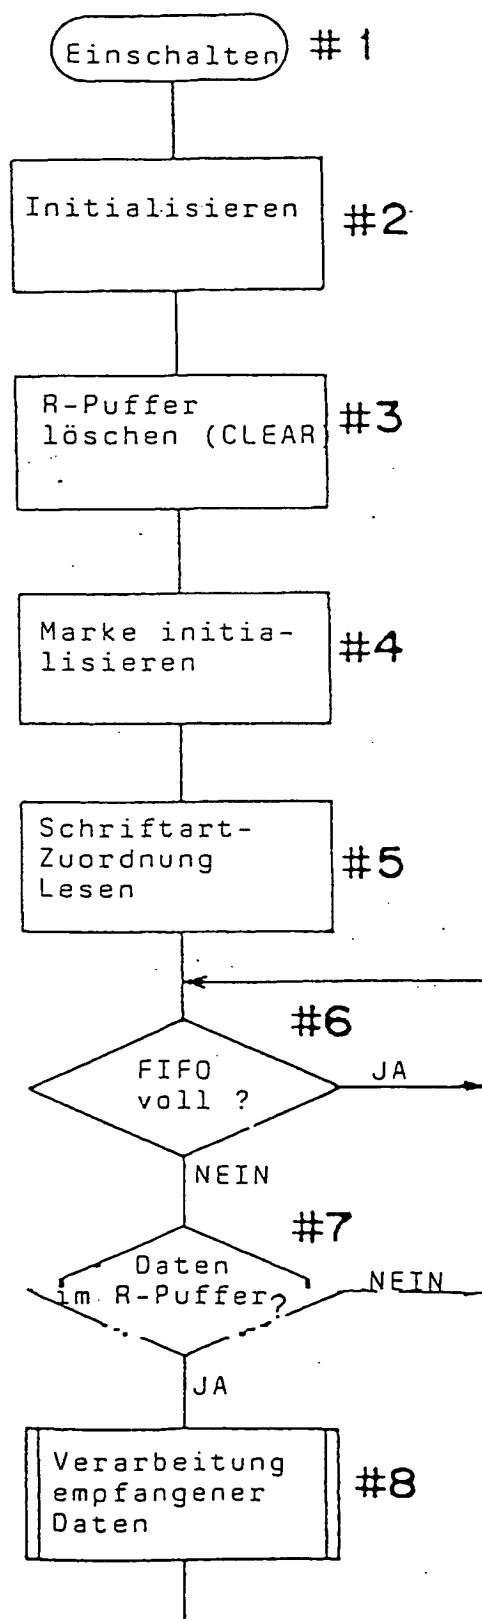 Einschalten # 1
Initialisieren #2
R-Puffer
löschen (CLEAR #3
Marke initia-
lisieren #4
Schriftart-
Zuordnung
Lesen #5
#6
FIFO
voll ?
JA
NEIN
#7
Daten
im R-Puffer?
NEIN
JA
Verarbeitung
empfangener
Daten #8